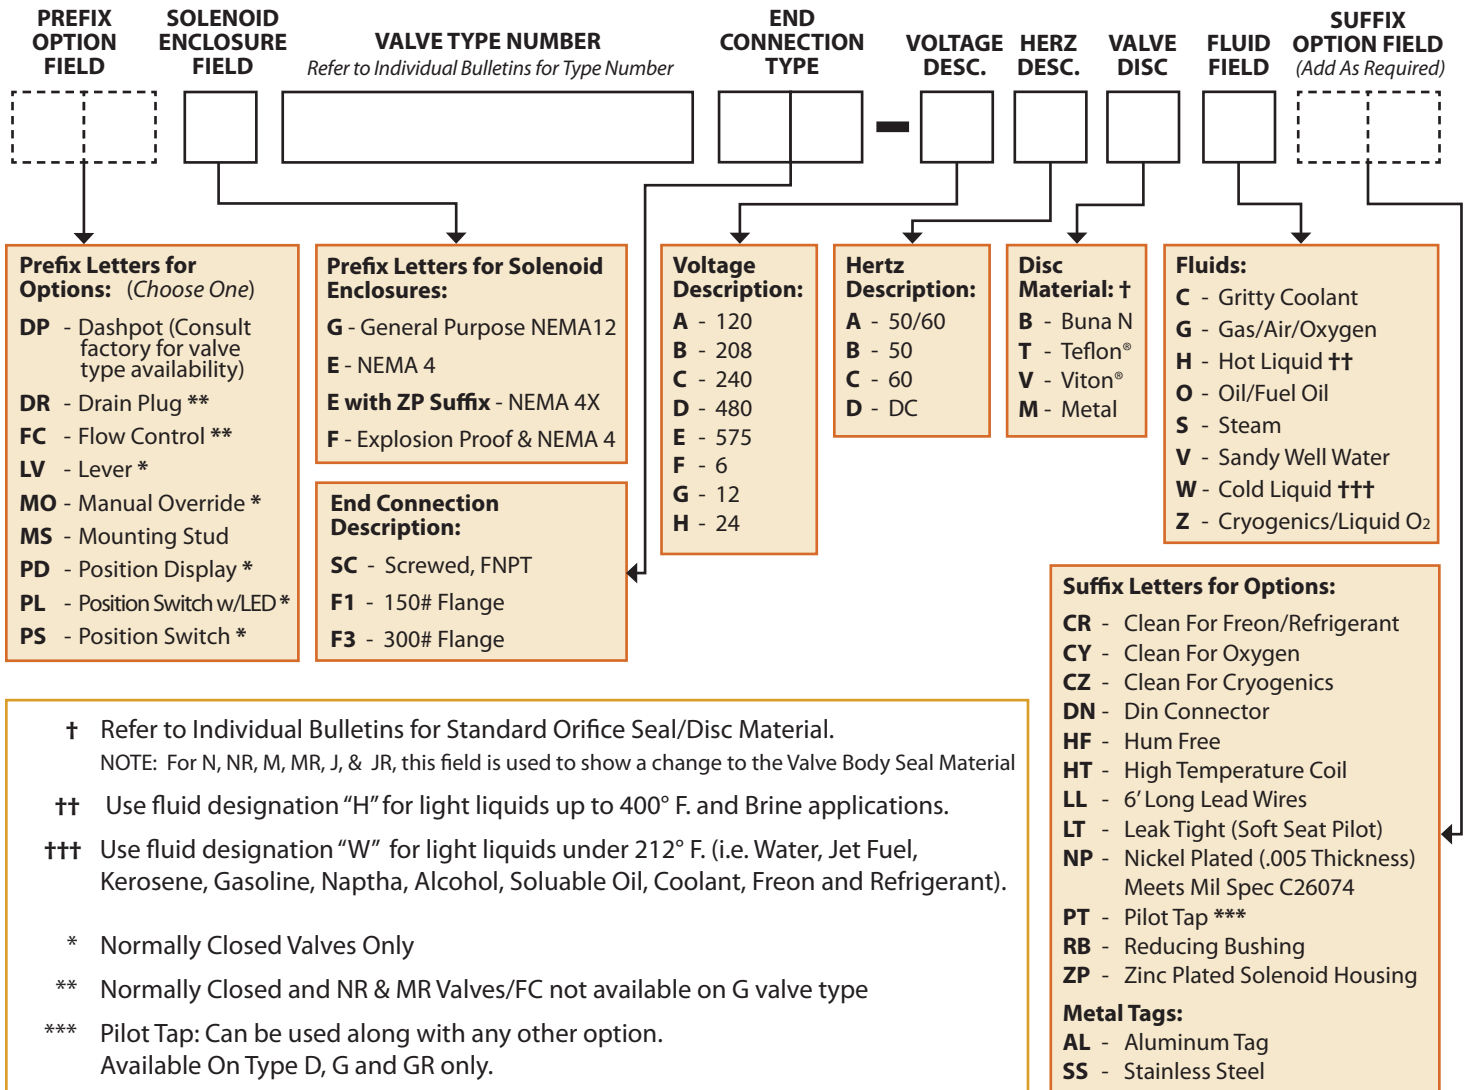 PREFIX
OPTION
FIELD
SOLENOID
ENCLOSURE
FIELD
VALVE TYPE NUMBER
Refer to Individual Bulletins for Type Number
END
CONNECTION
TYPE
VOLTAGE
DESC.
HERZ
DESC.
VALVE
DISC
FLUID
FIELD
SUFFIX
OPTION FIELD
(Add As Required)
Prefix Letters for
Options: (Choose One)
DP - Dashpot (Consult
factory for valve
type availability)
DR - Drain Plug **
FC - Flow Control **
LV - Lever *
MO - Manual Override *
MS - Mounting Stud
PD - Position Display *
PL - Position Switch w/LED *
PS - Position Switch *
Prefix Letters for Solenoid
Enclosures:
G - General Purpose NEMA12
E - NEMA 4
E with ZP Suffix - NEMA 4X
F - Explosion Proof & NEMA 4
End Connection
Description:
SC - Screwed, FNPT
F1 - 150# Flange
F3 - 300# Flange
Voltage
Description:
A - 120
B - 208
C - 240
D - 480
E - 575
F - 6
G - 12
H - 24
Hertz
Description:
A - 50/60
B - 50
C - 60
D - DC
Disc
Material: †
B - Buna N
T - Teflon®
V - Viton®
M - Metal
Fluids:
C - Gritty Coolant
G - Gas/Air/Oxygen
H - Hot Liquid ††
O - Oil/Fuel Oil
S - Steam
V - Sandy Well Water
W - Cold Liquid †††
Z - Cryogenics/Liquid O2
Suffix Letters for Options:
CR - Clean For Freon/Refrigerant
CY - Clean For Oxygen
CZ - Clean For Cryogenics
DN - Din Connector
HF - Hum Free
HT - High Temperature Coil
LL - 6' Long Lead Wires
LT - Leak Tight (Soft Seat Pilot)
NP - Nickel Plated (.005 Thickness)
Meets Mil Spec C26074
PT - Pilot Tap ***
RB - Reducing Bushing
ZP - Zinc Plated Solenoid Housing
Metal Tags:
AL - Aluminum Tag
SS - Stainless Steel
† Refer to Individual Bulletins for Standard Orifice Seal/Disc Material.
NOTE: For N, NR, M, MR, J, & JR, this field is used to show a change to the Valve Body Seal Material
†† Use fluid designation "H" for light liquids up to 400° F. and Brine applications.
††† Use fluid designation "W" for light liquids under 212° F. (i.e. Water, Jet Fuel,
Kerosene, Gasoline, Naptha, Alcohol, Soluable Oil, Coolant, Freon and Refrigerant).
* Normally Closed Valves Only
** Normally Closed and NR & MR Valves/FC not available on G valve type
*** Pilot Tap: Can be used along with any other option.
Available On Type D, G and GR only.